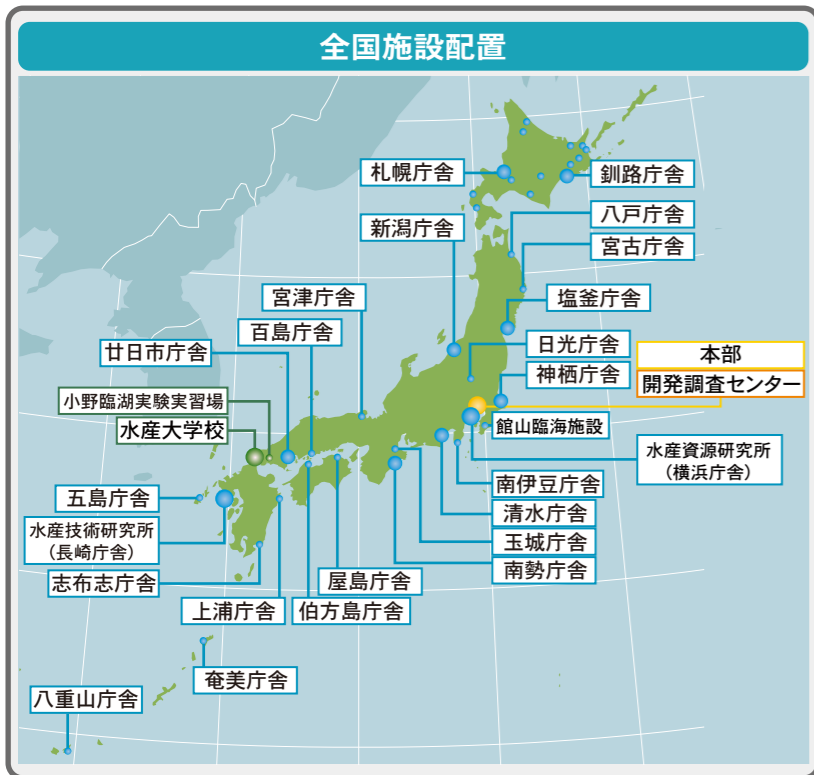 全国施設配置
札幌庁舎
釧路庁舎
八戸庁舎
新潟庁舎
宮古庁舎
宮津庁舎
塩釜庁舎
百島庁舎
日光庁舎
本部
廿日市庁舎
神栖庁舎
開発調査センター
小野臨湖実験実習場
館山臨海施設
水産大学校
水産資源研究所
（横浜庁舎）
南伊豆庁舎
五島庁舎
清水庁舎
水産技術研究所
（長崎庁舎）
玉城庁舎
南勢庁舎
志布志庁舎
屋島庁舎
上浦庁舎
伯方島庁舎
奄美庁舎
八重山庁舎